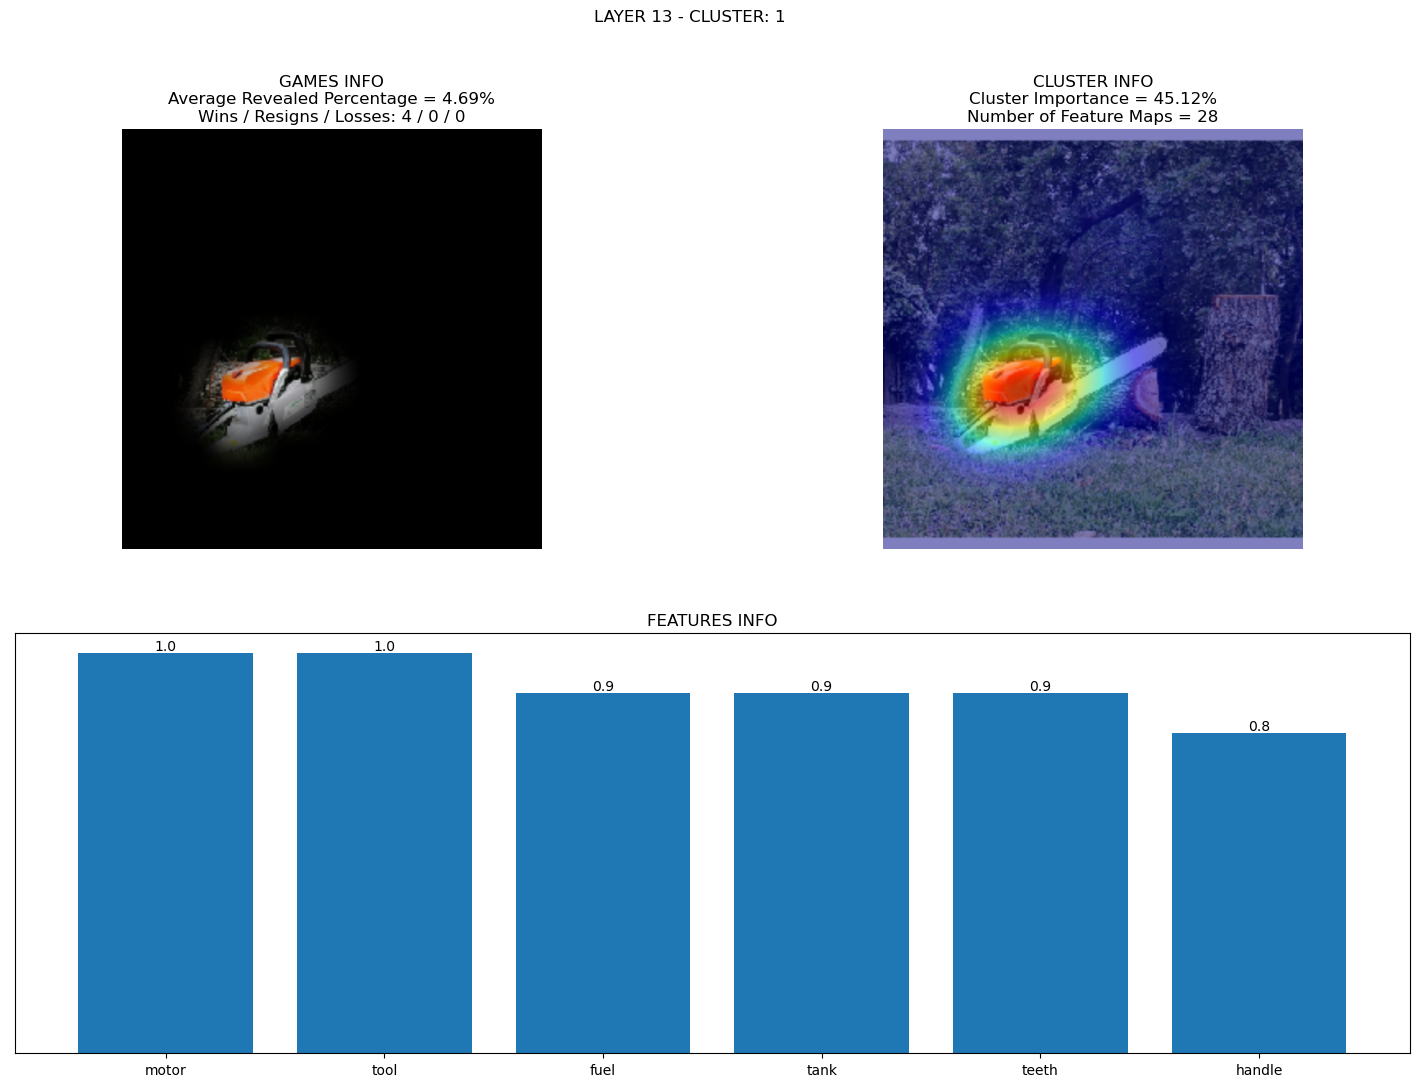 LAYER 13 - CLUSTER: 1
GAMES INFO
Average Revealed Percentage = 4.69%
Wins / Resigns / Losses: 4 / 0 / 0
CLUSTER INFO
Cluster Importance = 45.12%
Number of Feature Maps = 28
FEATURES INFO
1.0
1.0
0.9
0.9
0.9
0.8
motor
tool
fuel
tank
teeth
handle